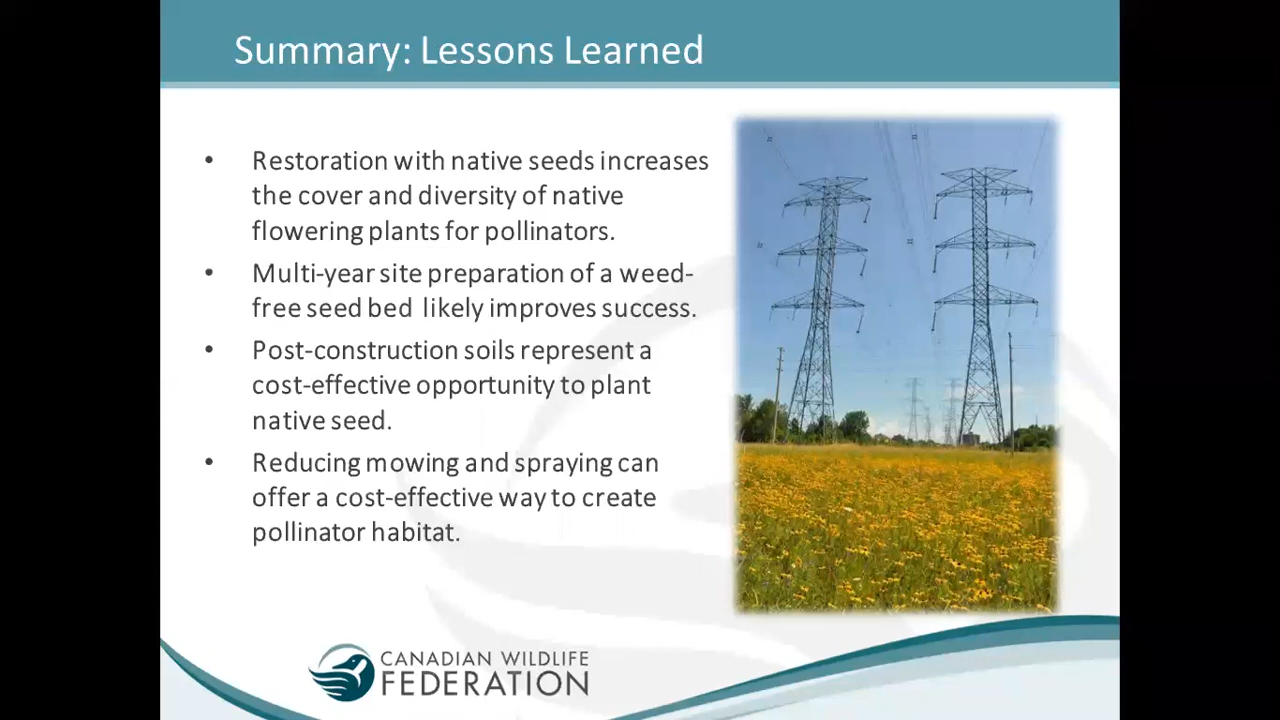 Summary: Lessons Learned
• Restoration with native seeds increases
the cover and diversity of native
flowering plants for pollinators.
• Multi-year site preparation of a weed-
free seed bed likely improves success.
• Post-construction soils represent a
cost-effective opportunity to plant
native seed.
• Reducing mowing and spraying can
offer a cost-effective way to create
pollinator habitat.
CANADIAN WILDLIFE
FEDERATION